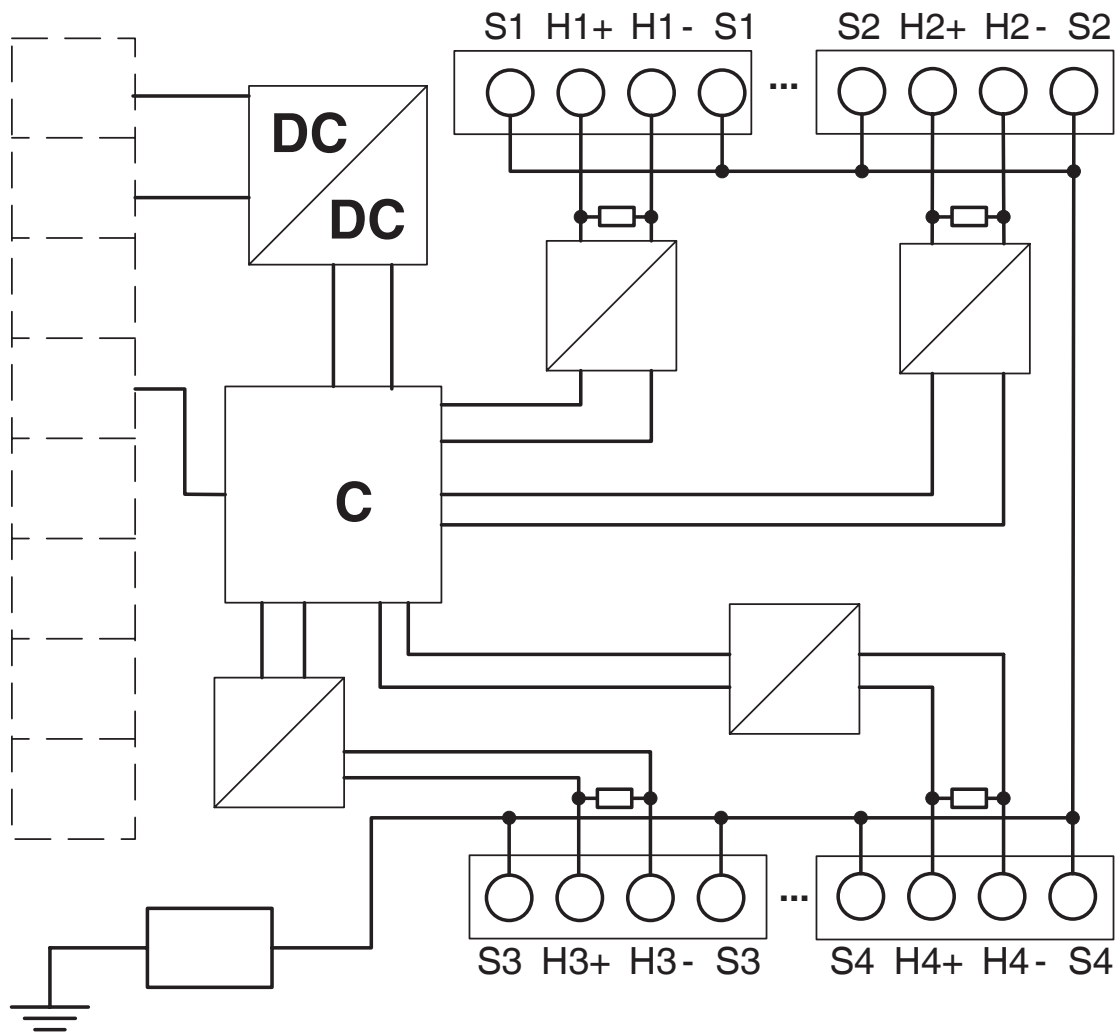 S1 H1+ H1- S1 ... S2 H2+ H2- S2
DC
DC
C
...
S3 H3+ H3- S3 S4 H4+ H4- S4